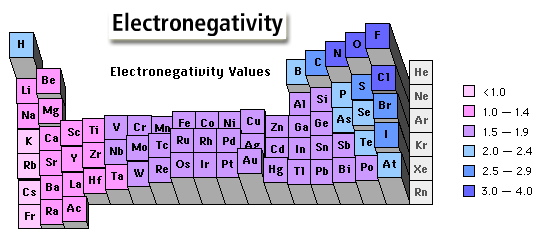 Electronegativity
Electronegativity Values
H He
Li Be B C N O F Ne
Na Mg Al Si P S Cl Ar
K Ca Sc Ti V Cr Mn Fe Co Ni Cu Zn Ga Ge As Se Br Kr
Rb Sr Y Zr Nb Mo Tc Ru Rh Pd Ag Cd In Sn Sb Te I Xe
Cs Ba La Hf Ta W Re Os Ir Pt Au Hg Tl Pb Bi Po At Rn
Fr Ra Ac
<1.0
1.0 — 1.4
1.5 — 1.9
2.0 — 2.4
2.5 — 2.9
3.0 — 4.0